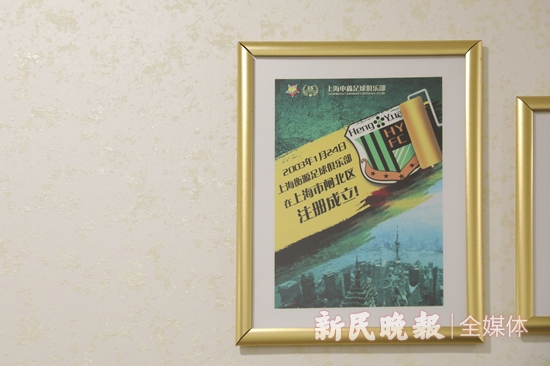 上海申鑫足球俱乐部
Heng Yuan
HY
FC
2003年1月24日
上海衡源足球俱乐部
在上海市闸北区
注册成立!
新民晚报 全媒体